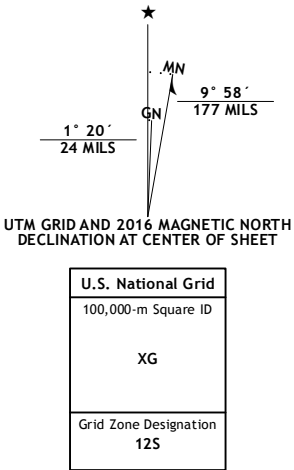 ★
MN
GN
9° 58´
177 MILS
1° 20´
24 MILS
UTM GRID AND 2016 MAGNETIC NORTH
DECLINATION AT CENTER OF SHEET
U.S. National Grid
100,000-m Square ID
XG
Grid Zone Designation
12S